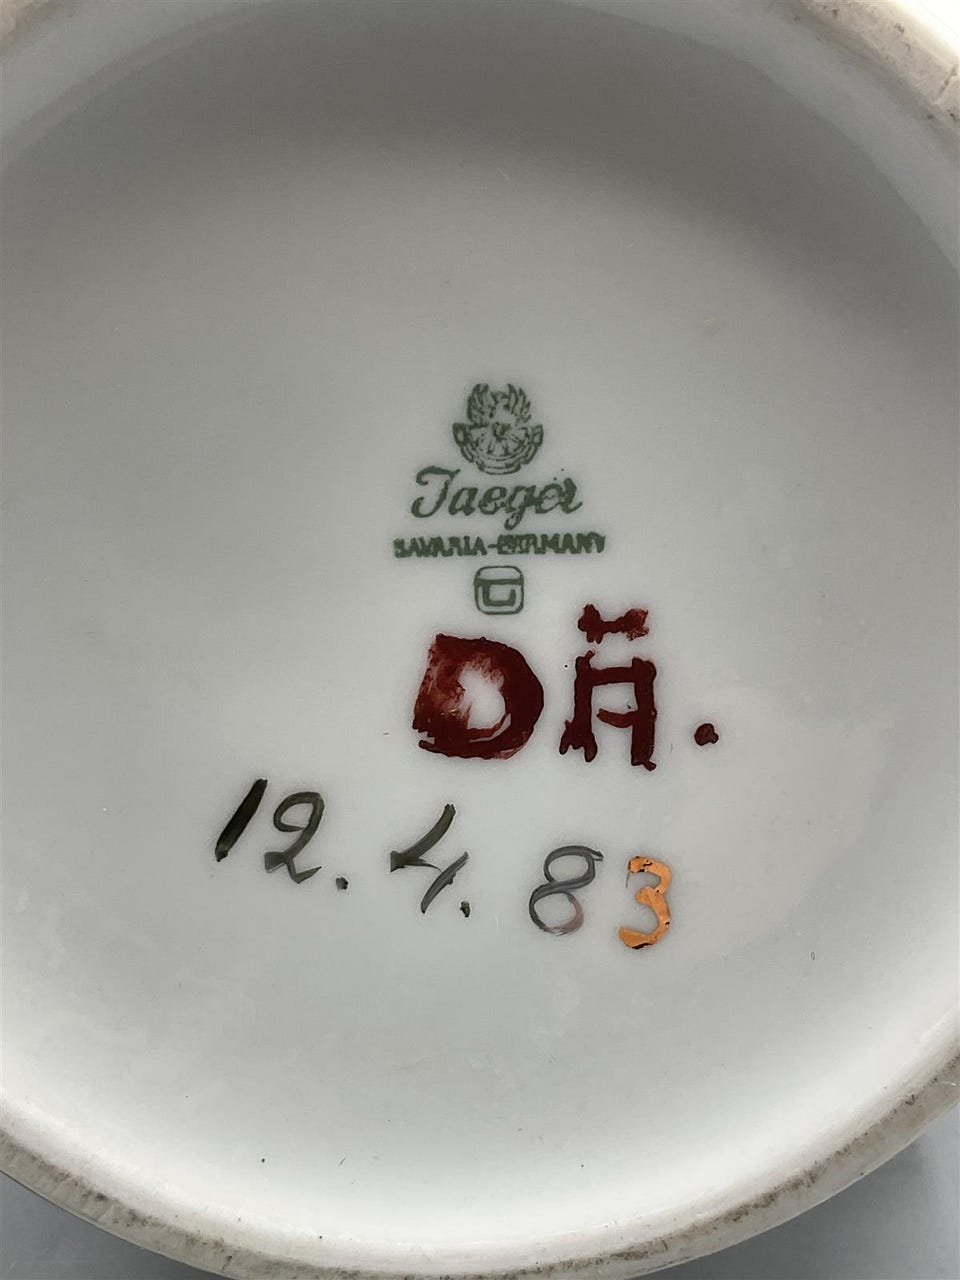 Jaeger
BAVARIA-GERMANY
DÄ.
12.4.83